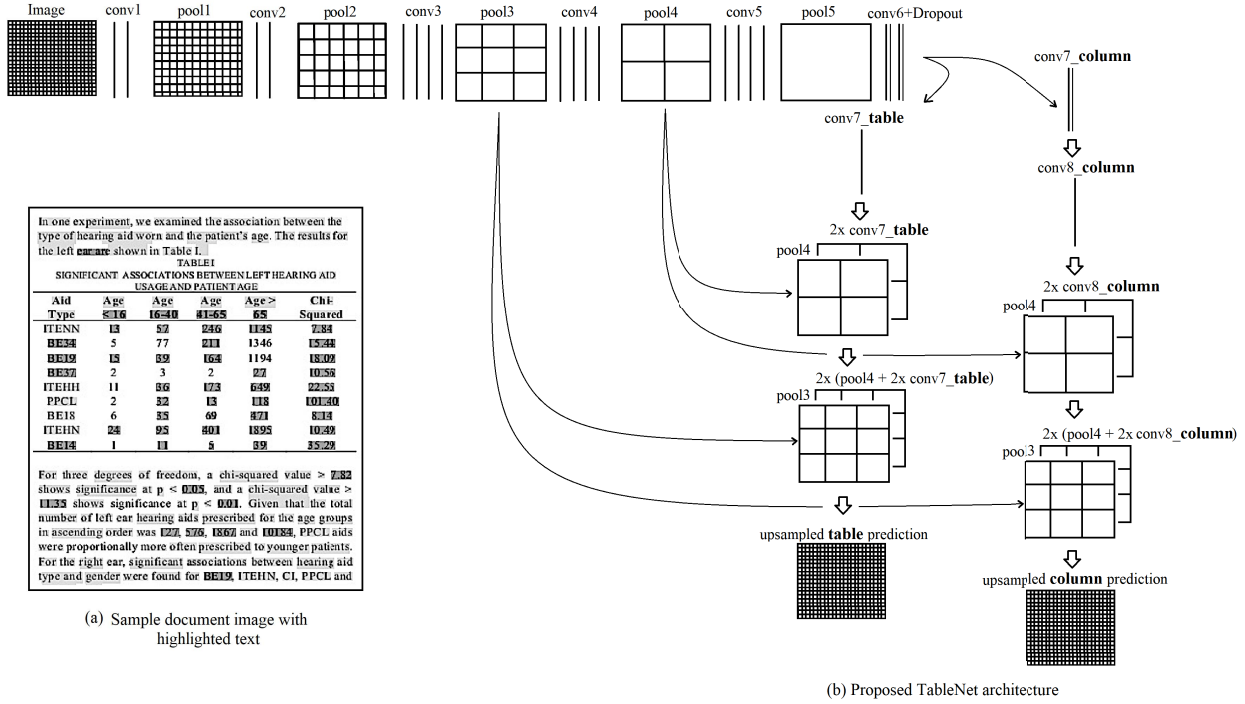 Image conv1 pool1 conv2 pool2 conv3 pool3 conv4 pool4 conv5 pool5 conv6+Dropout
conv7_column
conv7_table
conv8_column
2x conv7_table
pool4
2x conv8_column
pool4
2x (pool4 + 2x conv7_table)
pool3
2x (pool4 + 2x conv8_column)
pool3
upsampled table prediction
upsampled column prediction
In one experiment, we examined the association between the
type of hearing aid worn and the patient's age. The results for
the left ear are shown in Table I.
TABLE I
SIGNIFICANT ASSOCIATIONS BETWEEN LEFT HEARING AID
USAGE AND PATIENT AGE
Aid Age Age Age Age > Chi-
Type < 16 16-40 41-65 65 Squared
ITENN 13 57 246 1145 7.84
BE34 5 77 211 1346 15.44
BE19 15 39 164 1194 18.09
BE37 2 3 2 27 10.56
ITEHH 11 36 173 649 22.55
PPCL 2 32 13 118 101.40
BE18 6 35 69 471 8.14
ITEHN 24 95 401 1895 10.49
BE14 1 11 5 39 35.29
For three degrees of freedom, a chi-squared value > 7.82
shows significance at p < 0.05, and a chi-squared value >
11.35 shows significance at p < 0.01. Given that the total
number of left ear hearing aids prescribed for the age groups
in ascending order was 127, 576, 1867 and 10184, PPCL aids
were proportionally more often prescribed to younger patients.
For the right ear, significant associations between hearing aid
type and gender were found for BE19, ITEHN, CI, PPCL and
(a) Sample document image with
highlighted text
(b) Proposed TableNet architecture